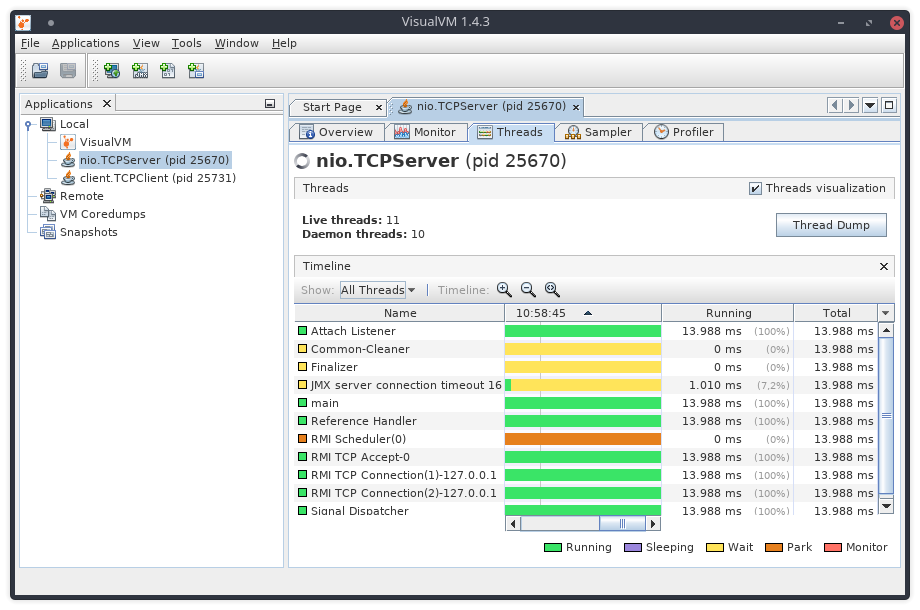 VisualVM 1.4.3
File Applications View Tools Window Help
Applications
Local
VisualVM
nio.TCPServer (pid 25670)
client.TCPClient (pid 25731)
Remote
VM Coredumps
Snapshots
Start Page nio.TCPServer (pid 25670)
Overview Monitor Threads Sampler Profiler
nio.TCPServer (pid 25670)
Threads Threads visualization
Live threads: 11
Daemon threads: 10
Thread Dump
Timeline
Show: All Threads Timeline:
Name 10:58:45 Running Total
Attach Listener 13.988 ms (100%) 13.988 ms
Common-Cleaner 0 ms (0%) 13.988 ms
Finalizer 0 ms (0%) 13.988 ms
JMX server connection timeout 16 1.010 ms (7,2%) 13.988 ms
main 13.988 ms (100%) 13.988 ms
Reference Handler 13.988 ms (100%) 13.988 ms
RMI Scheduler(0) 0 ms (0%) 13.988 ms
RMI TCP Accept-0 13.988 ms (100%) 13.988 ms
RMI TCP Connection(1)-127.0.0.1 13.988 ms (100%) 13.988 ms
RMI TCP Connection(2)-127.0.0.1 13.988 ms (100%) 13.988 ms
Signal Dispatcher 13.988 ms (100%) 13.988 ms
Running Sleeping Wait Park Monitor